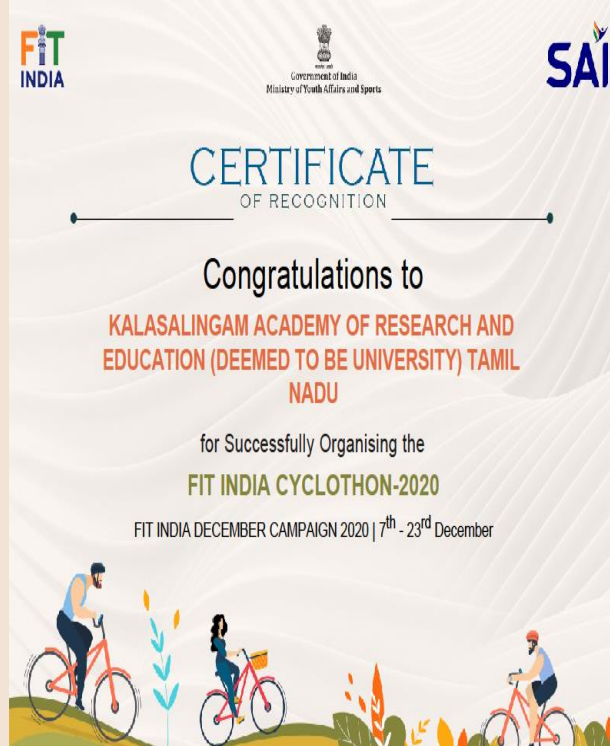 FIT
INDIA
Government of India
Ministry of Youth Affairs and Sports
SAI
CERTIFICATE
OF RECOGNITION
Congratulations to
KALASALINGAM ACADEMY OF RESEARCH AND
EDUCATION (DEEMED TO BE UNIVERSITY) TAMIL
NADU
for Successfully Organising the
FIT INDIA CYCLOTHON-2020
FIT INDIA DECEMBER CAMPAIGN 2020 | 7th - 23rd December